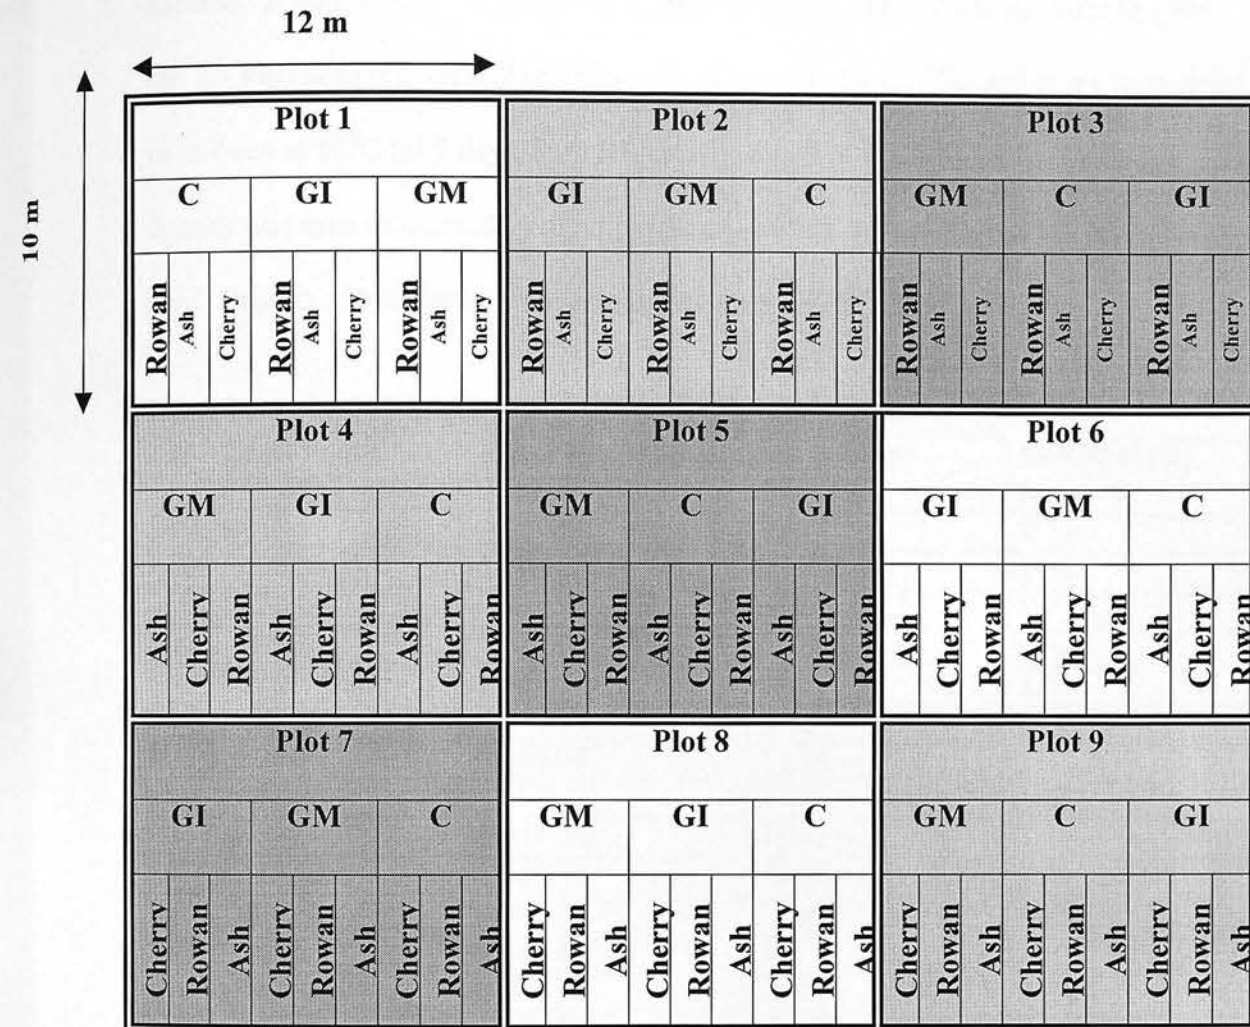 12 m
10 m
Plot 1 Plot 2 Plot 3
C GI GM GI GM C GM C GI
Rowan Ash Cherry Rowan Ash Cherry Rowan Ash Cherry Rowan Ash Cherry Rowan Ash Cherry Rowan Ash Cherry Rowan Ash Cherry Rowan Ash Cherry Rowan Ash Cherry
Plot 4 Plot 5 Plot 6
GM GI C GM C GI GI GM C
Ash Cherry Rowan Ash Cherry Rowan Ash Cherry Rowan Ash Cherry Rowan Ash Cherry Rowan Ash Cherry Rowan Ash Cherry Rowan Ash Cherry Rowan Ash Cherry Rowan
Plot 7 Plot 8 Plot 9
GI GM C GM GI C GM C GI
Cherry Rowan Ash Cherry Rowan Ash Cherry Rowan Ash Cherry Rowan Ash Cherry Rowan Ash Cherry Rowan Ash Cherry Rowan Ash Cherry Rowan Ash Cherry Rowan Ash